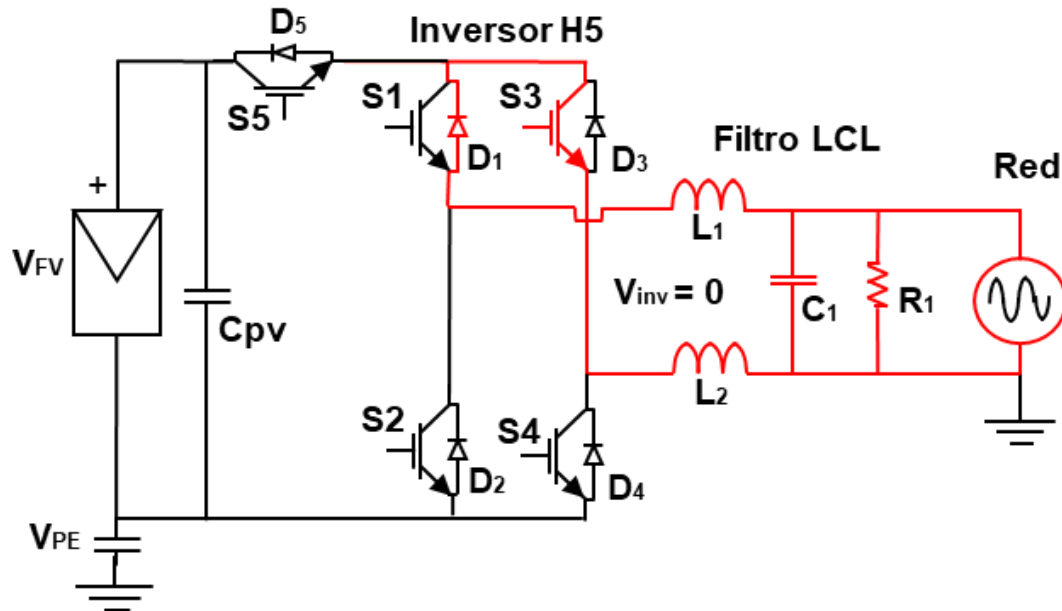 D5
Inversor H5
S5
S1
D1
S3
D3
Filtro LCL
Red
+
VFV
Cpv
L1
Vinv = 0
C1
R1
L2
S2
D2
S4
D4
VPE